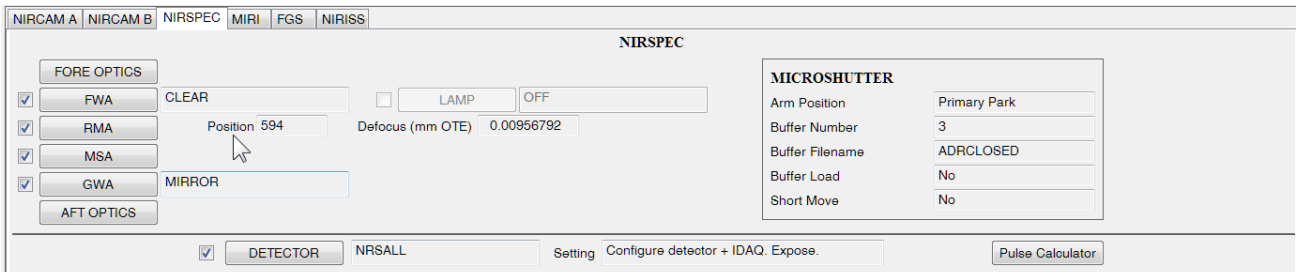 NIRCAM A NIRCAM B NIRSPEC MIRI FGS NIRISS
NIRSPEC
FORE OPTICS
FWA CLEAR LAMP OFF
RMA Position 594 Defocus (mm OTE) 0.00956792
MSA
GWA MIRROR
AFT OPTICS
MICROSHUTTER
Arm Position Primary Park
Buffer Number 3
Buffer Filename ADRCLOSED
Buffer Load No
Short Move No
DETECTOR NRSALL Setting Configure detector + IDAQ. Expose. Pulse Calculator